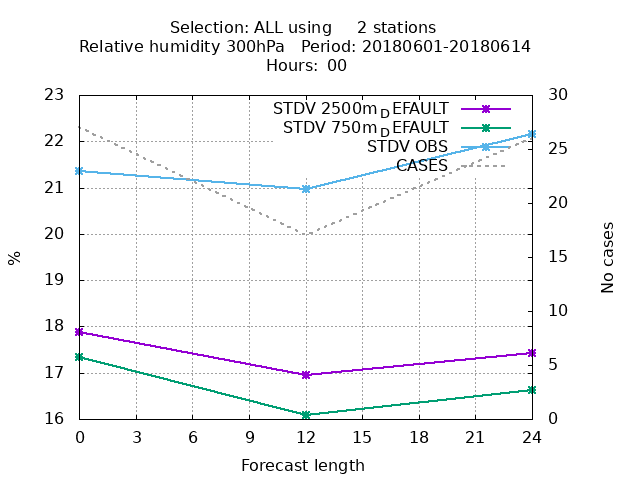 Selection: ALL using 2 stations
Relative humidity 300hPa Period: 20180601-20180614
Hours: 00
STDV 2500m_DEFAULT
STDV 750m_DEFAULT
STDV OBS
CASES
23
22
21
20
19
18
17
16
%
30
25
20
15
10
5
0
No cases
0 3 6 9 12 15 18 21 24
Forecast length